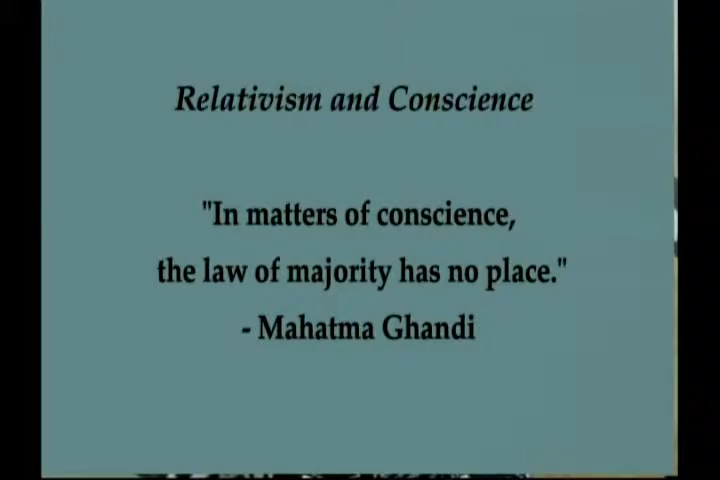 Relativism and Conscience
"In matters of conscience,
the law of majority has no place."
- Mahatma Ghandi